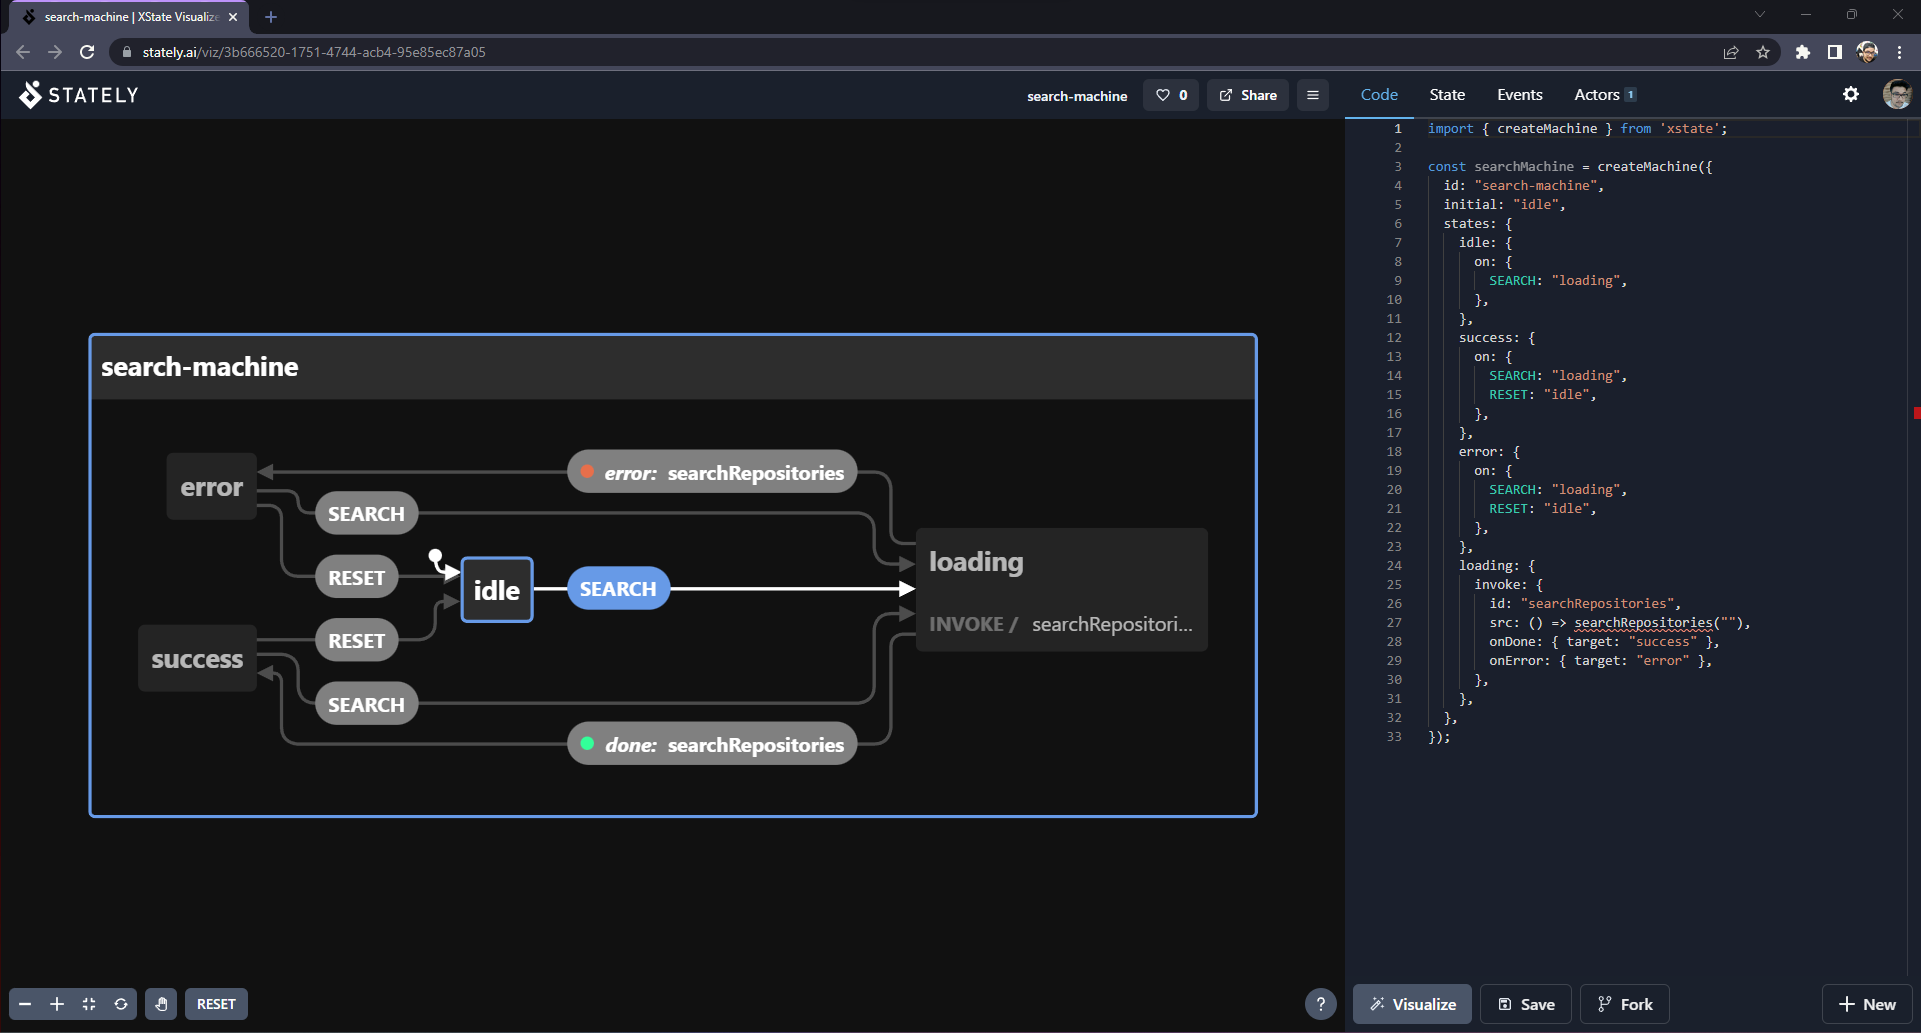 search-machine | XState Visualize
stately.ai/viz/3b666520-1751-4744-acb4-95e85ec87a05
STATELY
search-machine
0
Share
Code
State
Events
Actors 1
search-machine
error
error: searchRepositories
SEARCH
loading
RESET
idle
SEARCH
INVOKE / searchRepositori...
RESET
success
SEARCH
done: searchRepositories
1 import { createMachine } from 'xstate';
2
3 const searchMachine = createMachine({
4 id: "search-machine",
5 initial: "idle",
6 states: {
7 idle: {
8 on: {
9 SEARCH: "loading",
10 },
11 },
12 success: {
13 on: {
14 SEARCH: "loading",
15 RESET: "idle",
16 },
17 },
18 error: {
19 on: {
20 SEARCH: "loading",
21 RESET: "idle",
22 },
23 },
24 loading: {
25 invoke: {
26 id: "searchRepositories",
27 src: () => searchRepositories(""),
28 onDone: { target: "success" },
29 onError: { target: "error" },
30 },
31 },
32 },
33 });
RESET
?
Visualize
Save
Fork
New